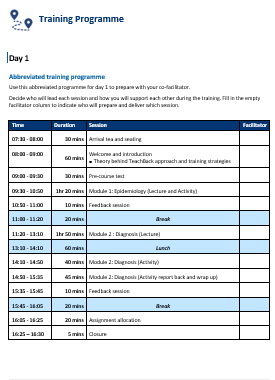 Training Programme
Day 1
Abbreviated training programme
Use this abbreviated programme for day 1 to prepare with your co-facilitator.
Decide who will lead each session and how you will support each other during the training. Fill in the empty
facilitator column to indicate who will prepare and deliver each session.
Time Duration Session Facilitator
07:30 - 08:00 30 mins Arrival tea and seating
08:00 - 09:00 60 mins Welcome and introduction
• Theory behind TeachBack approach and training strategies
09:00 - 09:30 30 mins Pre-course test
09:30 - 10:50 1hr 20 mins Module 1: Epidemiology (Lecture and Activity)
10:50 - 11:00 10 mins Feedback session
11:00 - 11:20 20 mins Break
11:20 - 13:10 1hr 50 mins Module 2 : Diagnosis (Lecture)
13:10 - 14:10 60 mins Lunch
14:10 - 14:50 40 mins Module 2: Diagnosis (Activity)
14:50 - 15:35 45 mins Module 2: Diagnosis (Activity report back and wrap up)
15:35 - 15:45 10 mins Feedback session
15:45 - 16:05 20 mins Break
16:05 - 16:25 20 mins Assignment allocation
16:25 – 16:30 5 mins Closure